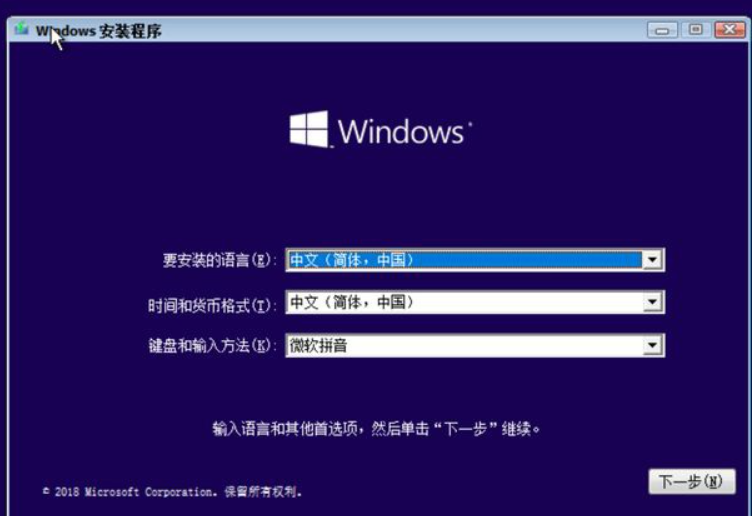 Windows 安装程序
Windows
要安装的语言(E): 中文(简体，中国)
时间和货币格式(T): 中文(简体，中国)
键盘和输入方法(K): 微软拼音
输入语言和其他首选项，然后单击“下一步”继续。
© 2018 Microsoft Corporation. 保留所有权利。
下一步(N)